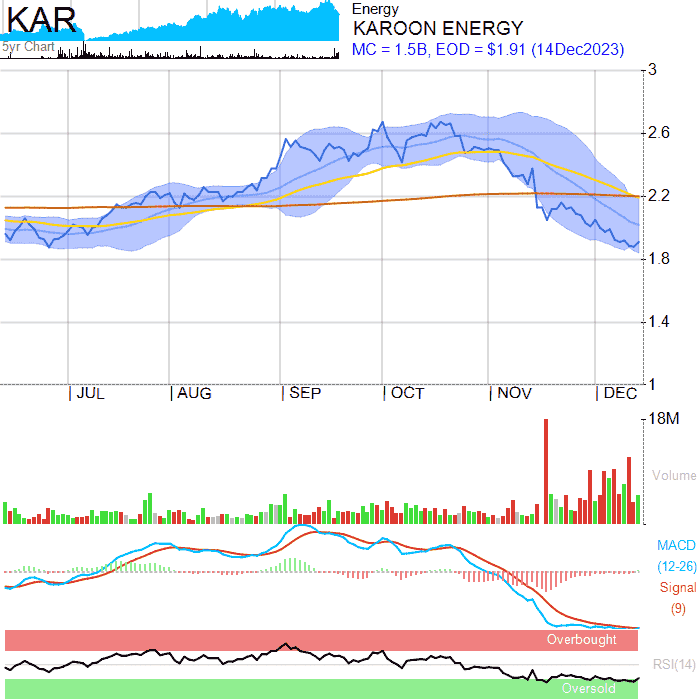 KAR
5yr Chart
Energy
KAROON ENERGY
MC = 1.5B, EOD = $1.91 (14Dec2023)
3
2.6
2.2
1.8
1.4
1
JUL AUG SEP OCT NOV DEC
18M
Volume
MACD
(12-26)
Signal
(9)
Overbought
RSI(14)
Oversold